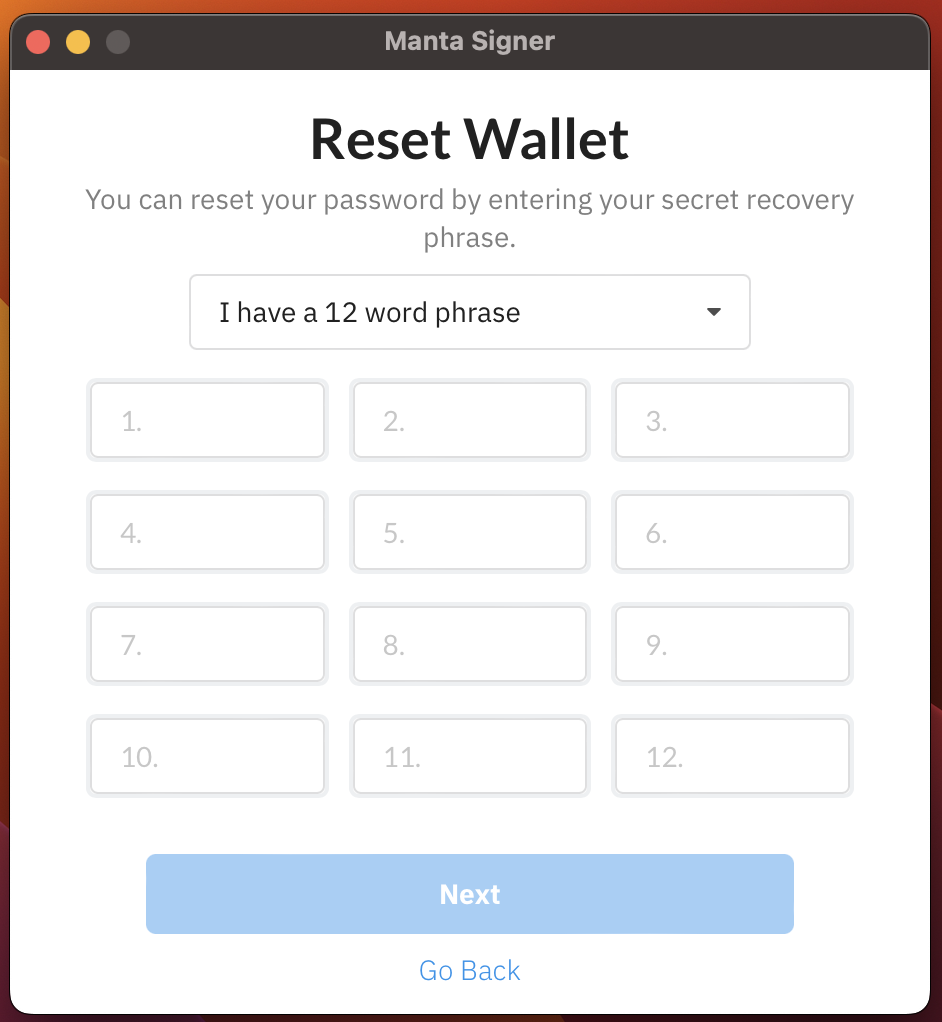 Manta Signer
Reset Wallet
You can reset your password by entering your secret recovery
phrase.
I have a 12 word phrase
1.
2.
3.
4.
5.
6.
7.
8.
9.
10.
11.
12.
Next
Go Back